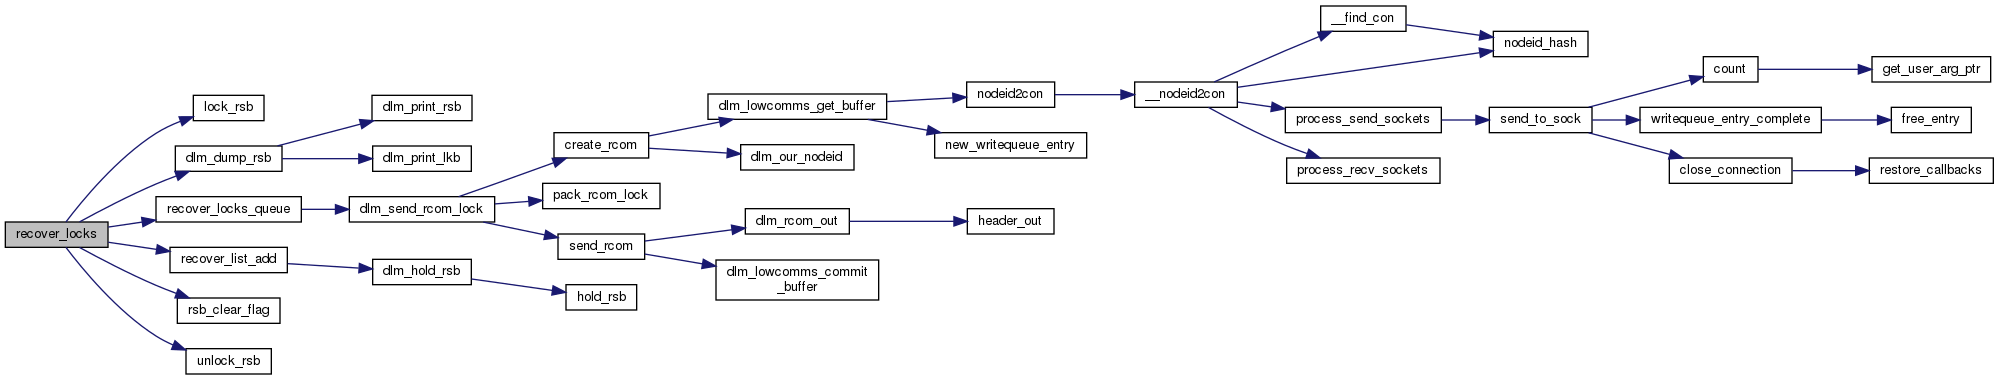 recover_locks
lock_rsb
dlm_dump_rsb
recover_locks_queue
recover_list_add
rsb_clear_flag
unlock_rsb
dlm_print_rsb
dlm_print_lkb
dlm_send_rcom_lock
dlm_hold_rsb
create_rcom
pack_rcom_lock
send_rcom
hold_rsb
dlm_lowcomms_get_buffer
dlm_our_nodeid
dlm_rcom_out
dlm_lowcomms_commit
_buffer
nodeid2con
new_writequeue_entry
header_out
__nodeid2con
__find_con
nodeid_hash
process_send_sockets
process_recv_sockets
send_to_sock
count
writequeue_entry_complete
close_connection
get_user_arg_ptr
free_entry
restore_callbacks